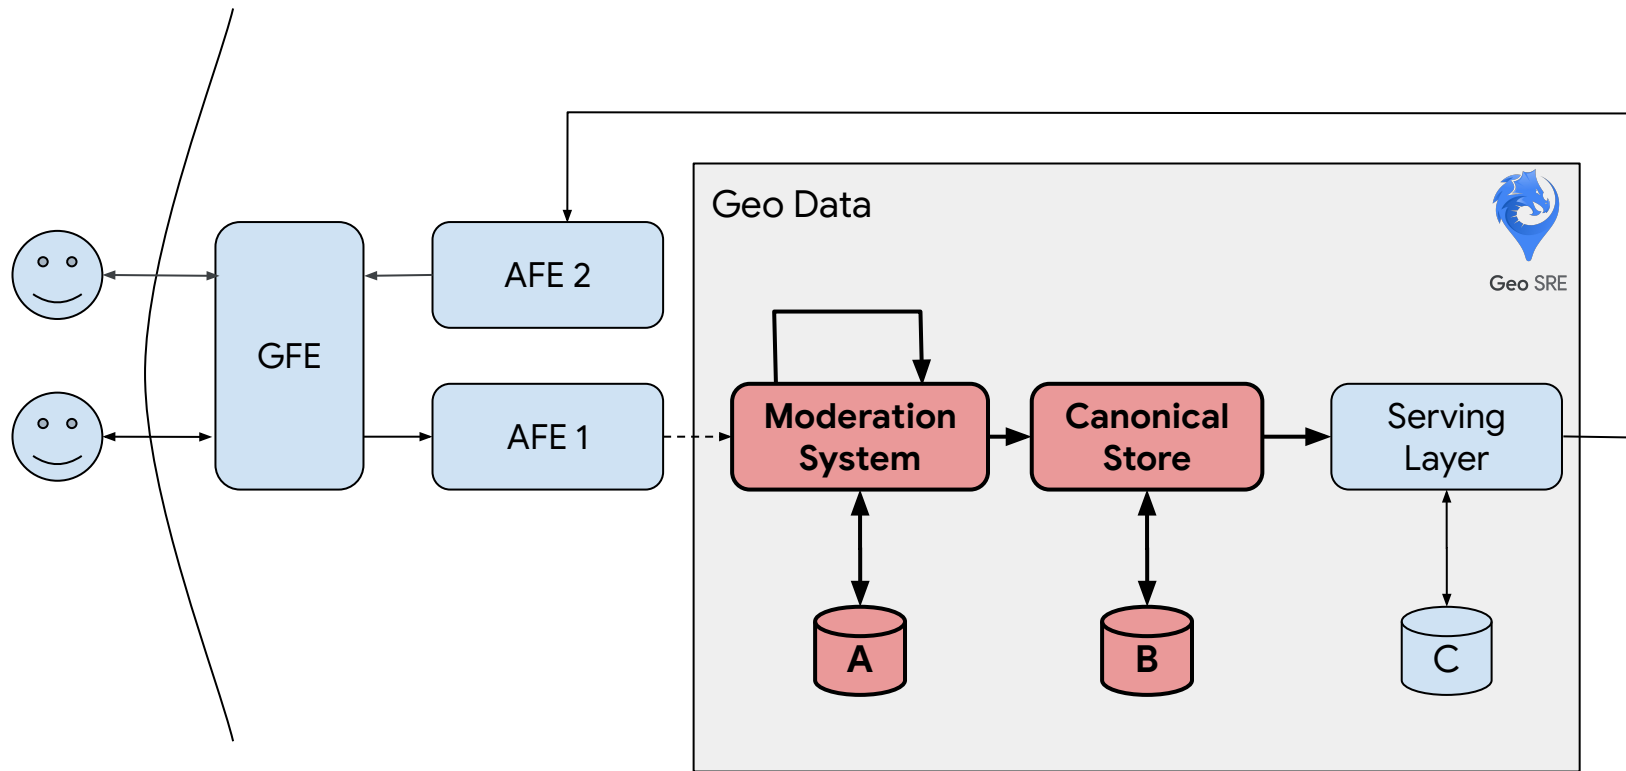 Geo Data
Geo SRE
AFE 2
GFE
AFE 1
Moderation
System
Canonical
Store
Serving
Layer
A
B
C